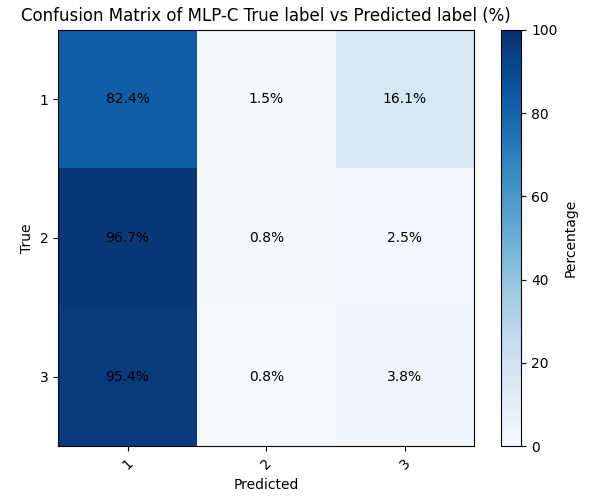 Confusion Matrix of MLP-C True label vs Predicted label (%)
1 82.4% 1.5% 16.1%
2 96.7% 0.8% 2.5%
3 95.4% 0.8% 3.8%
True
1 2 3
Predicted
100
80
60
40
20
0
Percentage